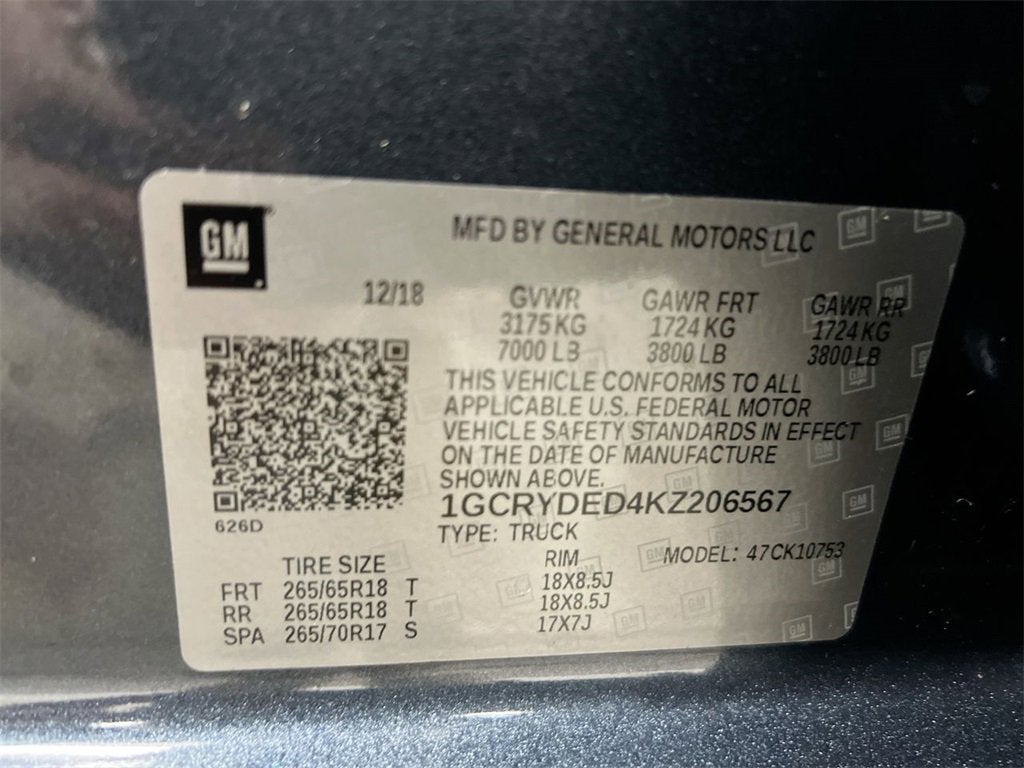 GM
MFD BY GENERAL MOTORS LLC
12/18 GVWR GAWR FRT GAWR RR
3175 KG 1724 KG 1724 KG
7000 LB 3800 LB 3800 LB
THIS VEHICLE CONFORMS TO ALL
APPLICABLE U.S. FEDERAL MOTOR
VEHICLE SAFETY STANDARDS IN EFFECT
ON THE DATE OF MANUFACTURE
SHOWN ABOVE.
626D
1GCRYDED4KZ206567
TYPE: TRUCK
TIRE SIZE RIM MODEL: 47CK10753
FRT 265/65R18 T 18X8.5J
RR 265/65R18 T 18X8.5J
SPA 265/70R17 S 17X7J